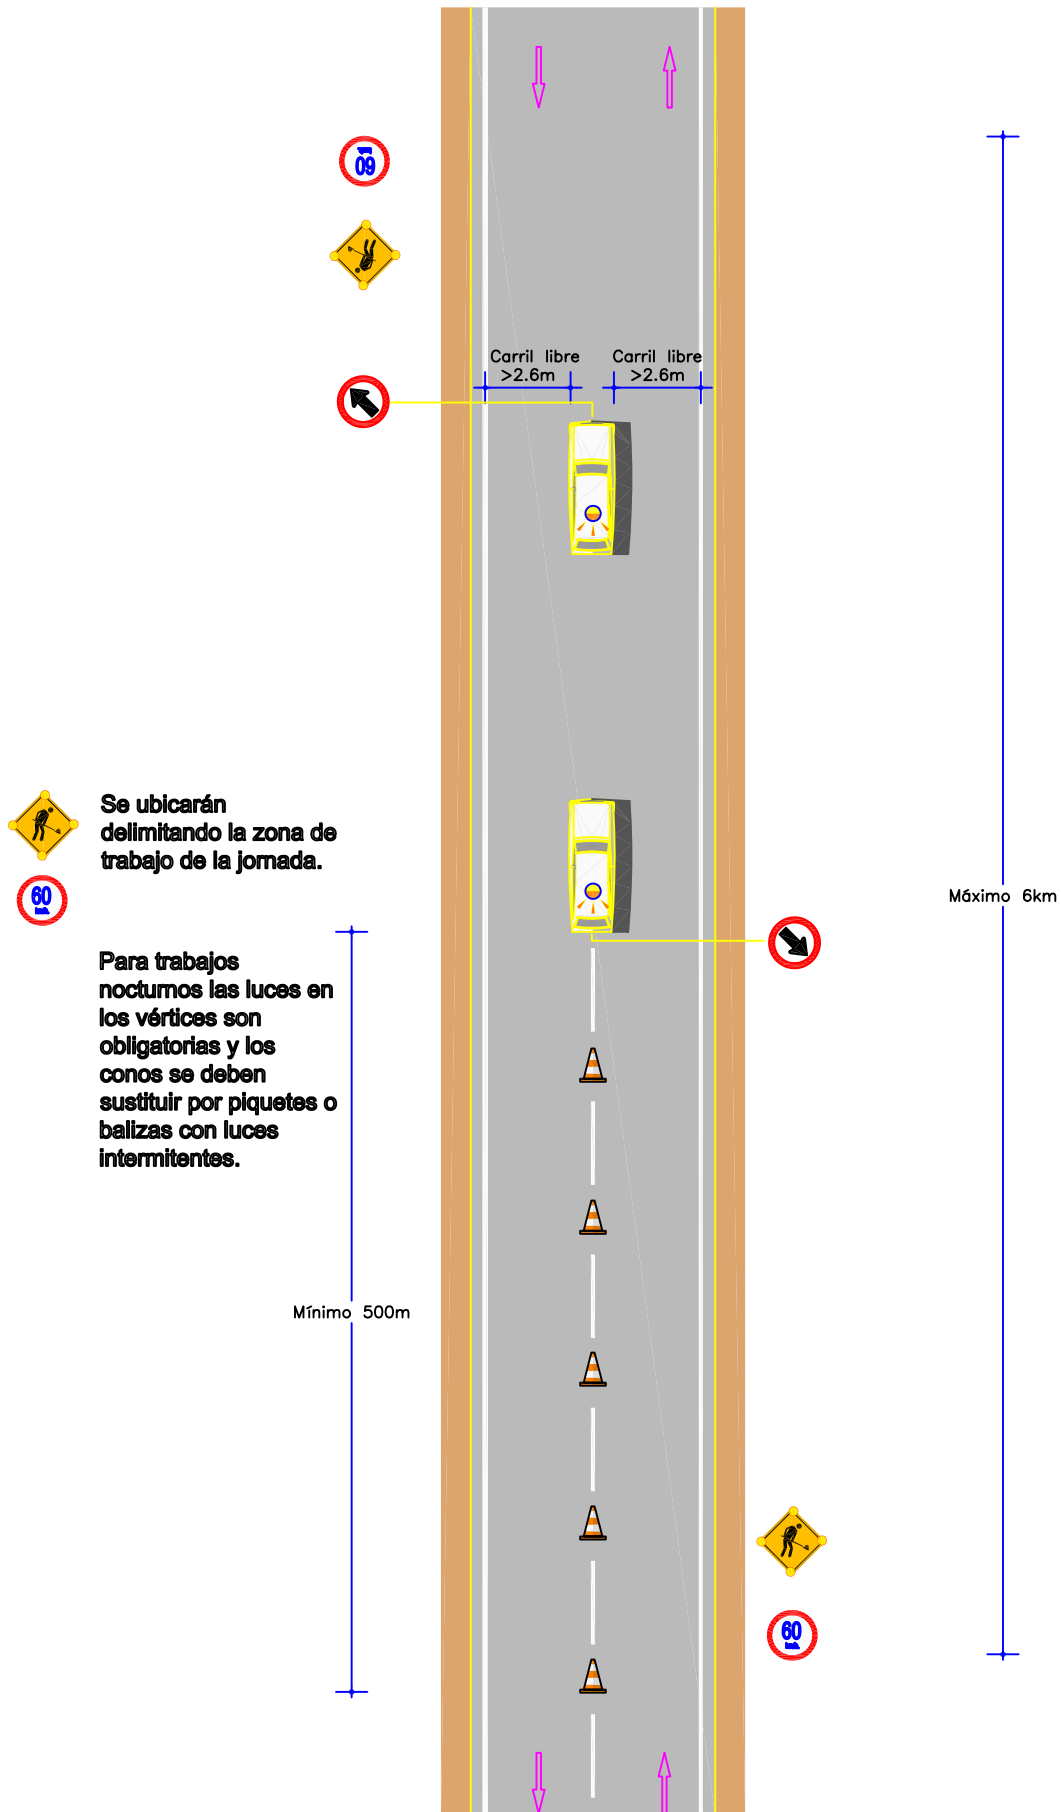 60
Carril libre
>2.6m
Carril libre
>2.6m
Se ubicarán
delimitando la zona de
trabajo de la jornada.
60
Máximo 6km
Para trabajos
nocturnos las luces en
los vértices son
obligatorias y los
conos se deben
sustituir por piquetes o
balizas con luces
intermitentes.
Mínimo 500m
60